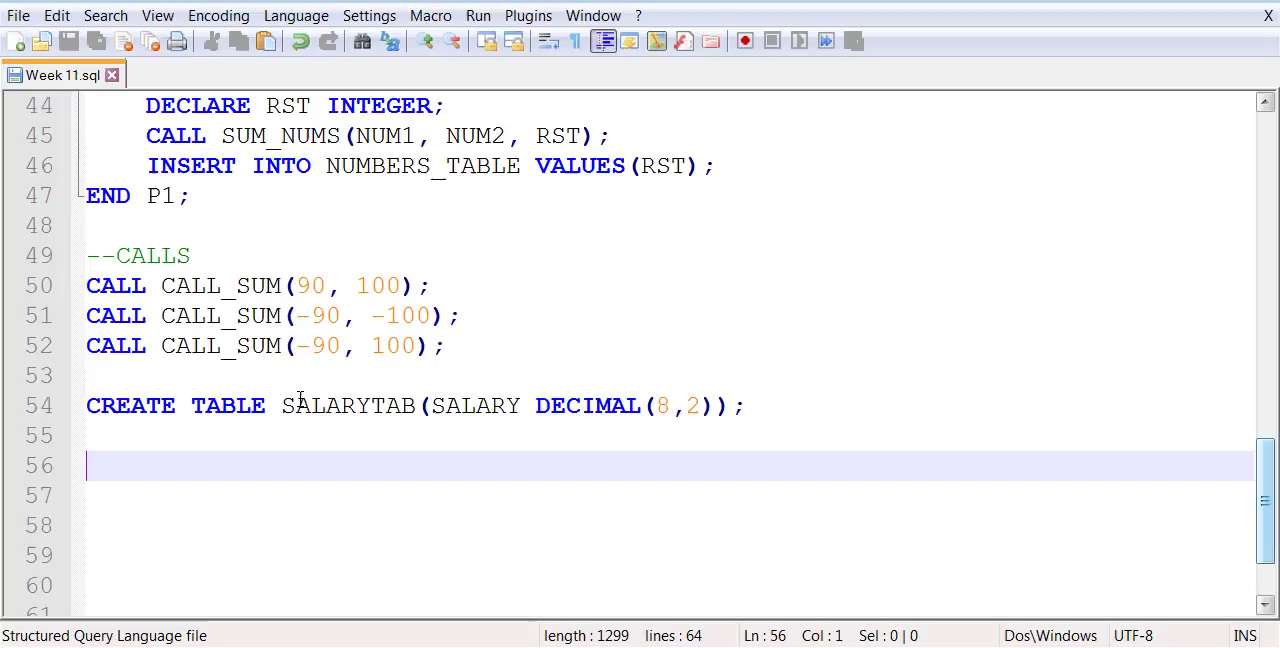 File Edit Search View Encoding Language Settings Macro Run Plugins Window ? X
Week 11.sql
44 DECLARE RST INTEGER;
45 CALL SUM_NUMS(NUM1, NUM2, RST);
46 INSERT INTO NUMBERS_TABLE VALUES(RST);
47 END P1;
48
49 --CALLS
50 CALL CALL_SUM(90, 100);
51 CALL CALL_SUM(-90, -100);
52 CALL CALL_SUM(-90, 100);
53
54 CREATE TABLE SALARYTAB(SALARY DECIMAL(8,2));
55
56
57
58
59
60
61
Structured Query Language file length : 1299 lines : 64 Ln : 56 Col : 1 Sel : 0 | 0 Dos\Windows UTF-8 INS